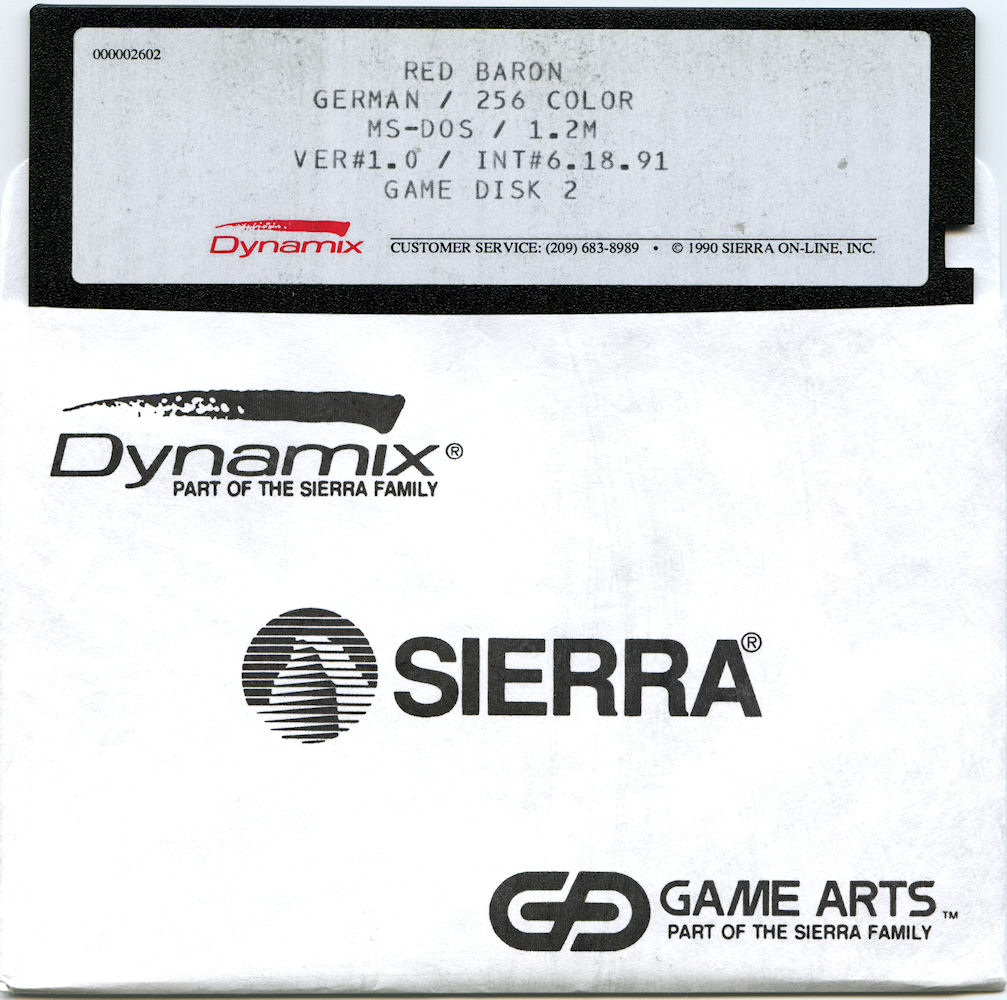 000002602
RED BARON
GERMAN / 256 COLOR
MS-DOS / 1.2M
VER#1.0 / INT#6.18.91
GAME DISK 2
Dynamix
CUSTOMER SERVICE: (209) 683-8989 • © 1990 SIERRA ON-LINE, INC.
Dynamix®
PART OF THE SIERRA FAMILY
SIERRA®
GAME ARTS™
PART OF THE SIERRA FAMILY